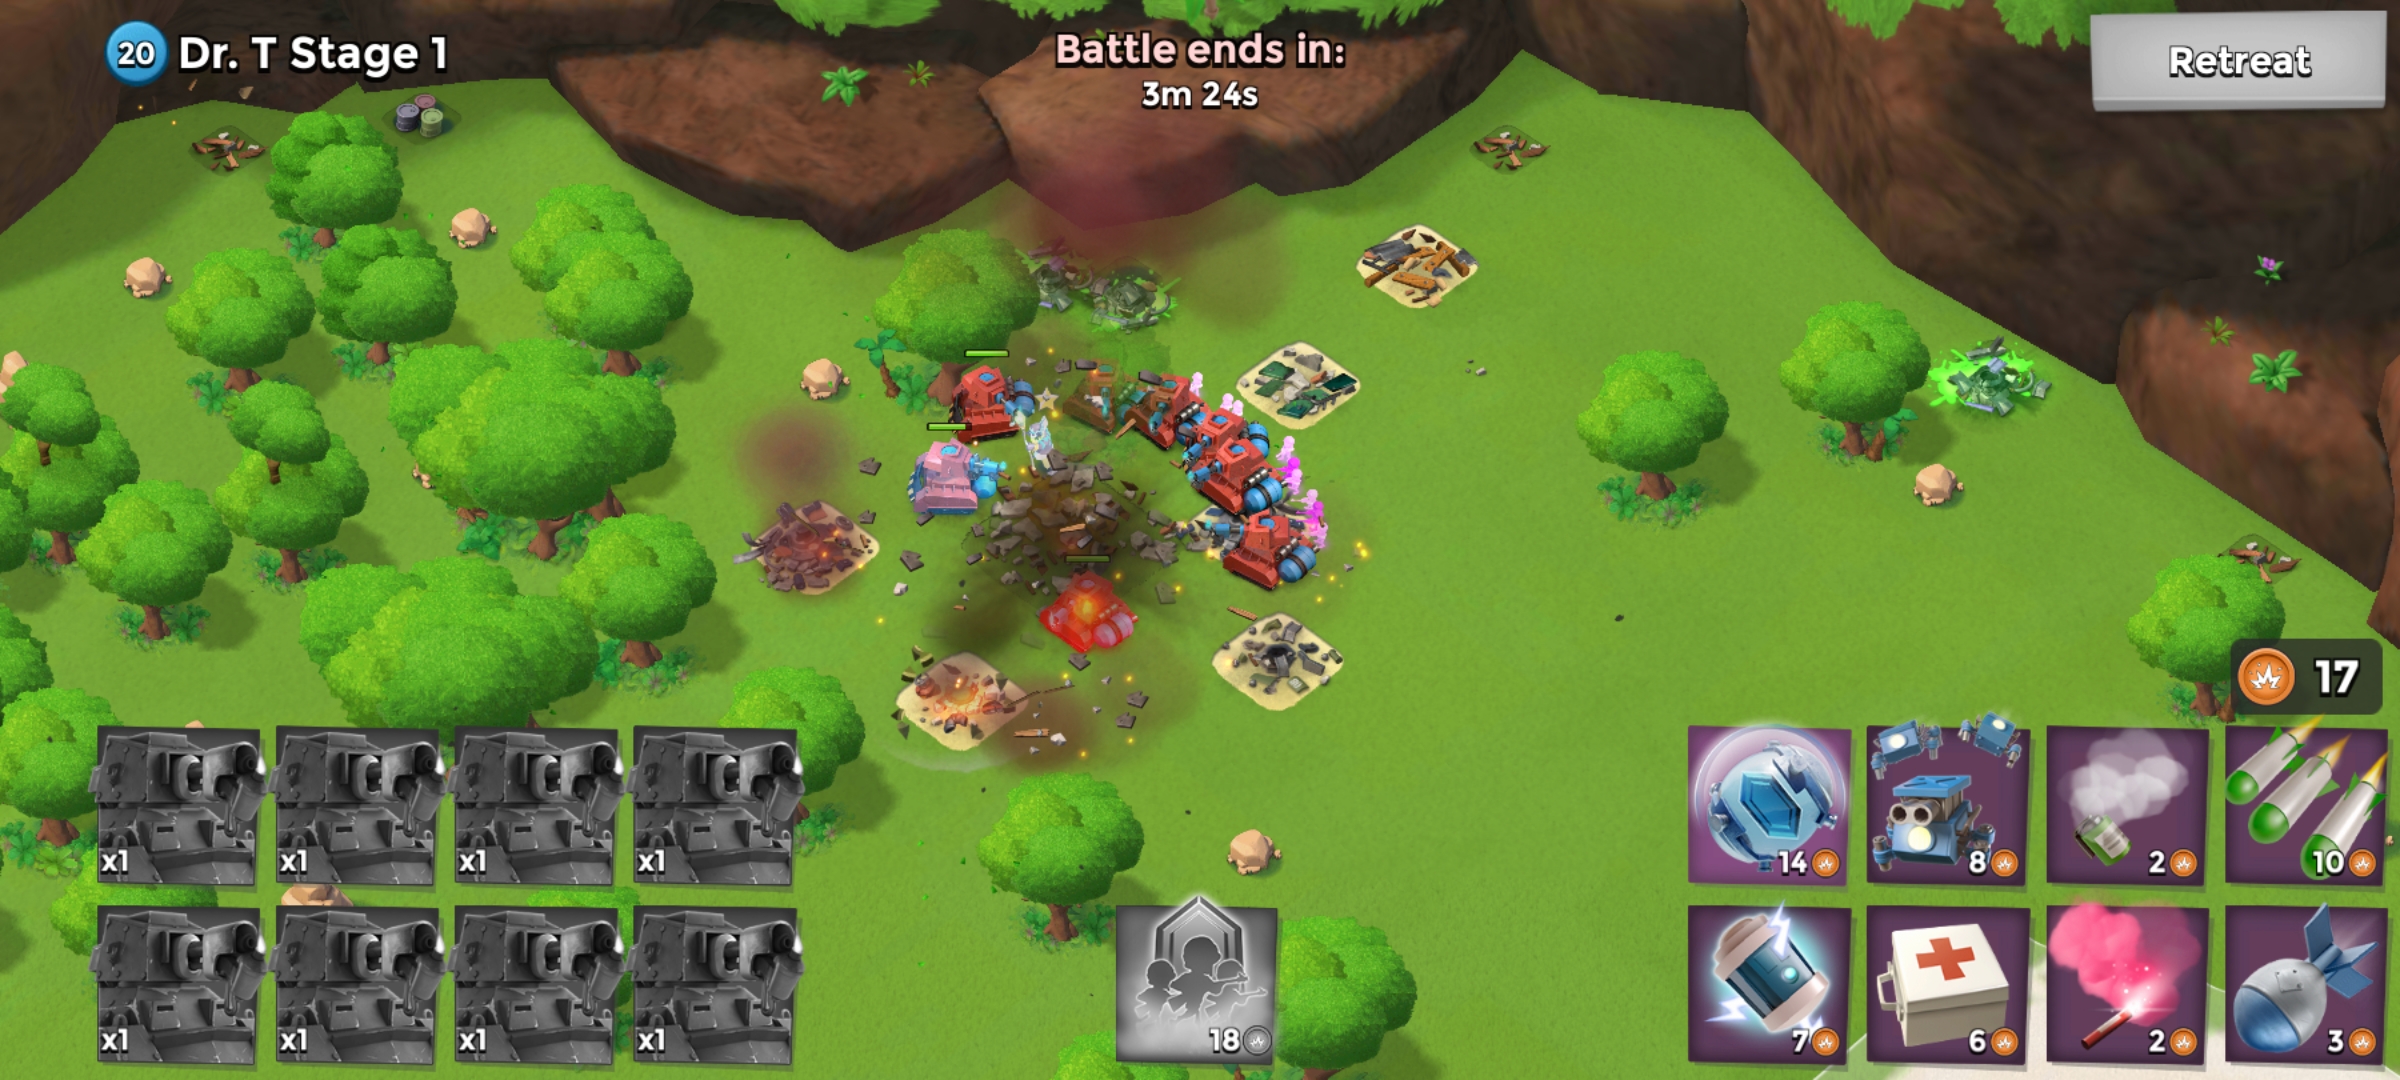 20 Dr. T Stage 1
Battle ends in:
3m 24s
Retreat
17
x1 x1 x1 x1
14 8 2 10
x1 x1 x1 x1
18
7 6 2 3